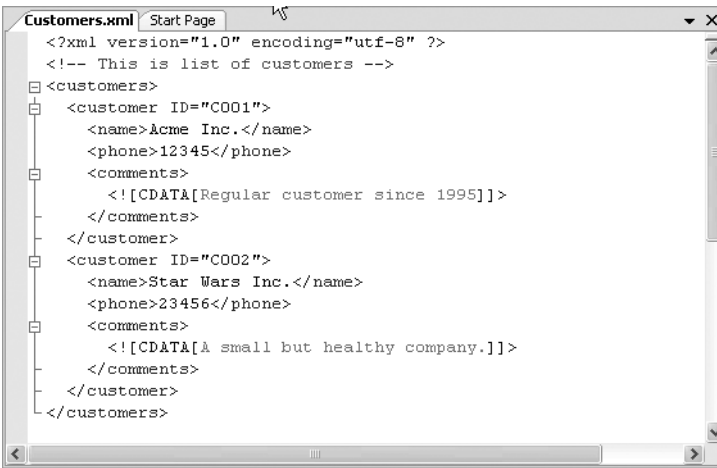 Customers.xml Start Page
<?xml version="1.0" encoding="utf-8" ?>
<!-- This is list of customers -->
<customers>
<customer ID="C001">
<name>Acme Inc.</name>
<phone>12345</phone>
<comments>
<![CDATA[Regular customer since 1995]]>
</comments>
</customer>
<customer ID="C002">
<name>Star Wars Inc.</name>
<phone>23456</phone>
<comments>
<![CDATA[A small but healthy company.]]>
</comments>
</customer>
</customers>